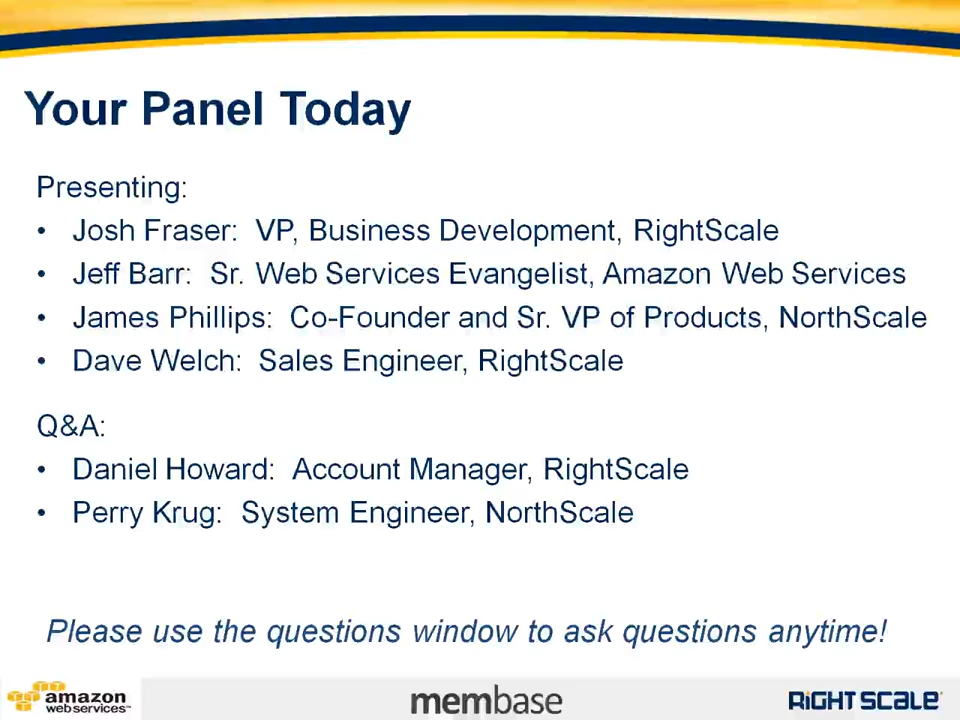 Your Panel Today
Presenting:
• Josh Fraser: VP, Business Development, RightScale
• Jeff Barr: Sr. Web Services Evangelist, Amazon Web Services
• James Phillips: Co-Founder and Sr. VP of Products, NorthScale
• Dave Welch: Sales Engineer, RightScale
Q&A:
• Daniel Howard: Account Manager, RightScale
• Perry Krug: System Engineer, NorthScale
Please use the questions window to ask questions anytime!
amazon
web services™
membase
RIGHT SCALE